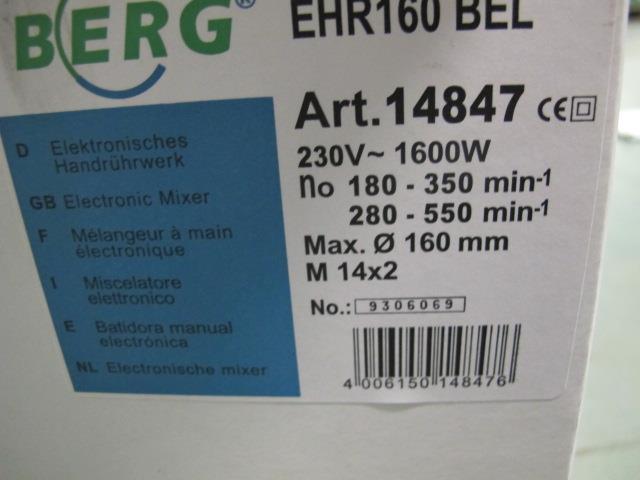 BERG®
EHR160 BEL
Art.14847 CE
230V~ 1600W
no 180 - 350 min-1
280 - 550 min-1
Max. Ø 160 mm
M 14x2
No.: 9306069
4 006150 148476
D Elektronisches
Handrührwerk
GB Electronic Mixer
F Mélangeur à main
électronique
I Miscelatore
elettronico
E Batidora manual
electrónica
NL Electronische mixer